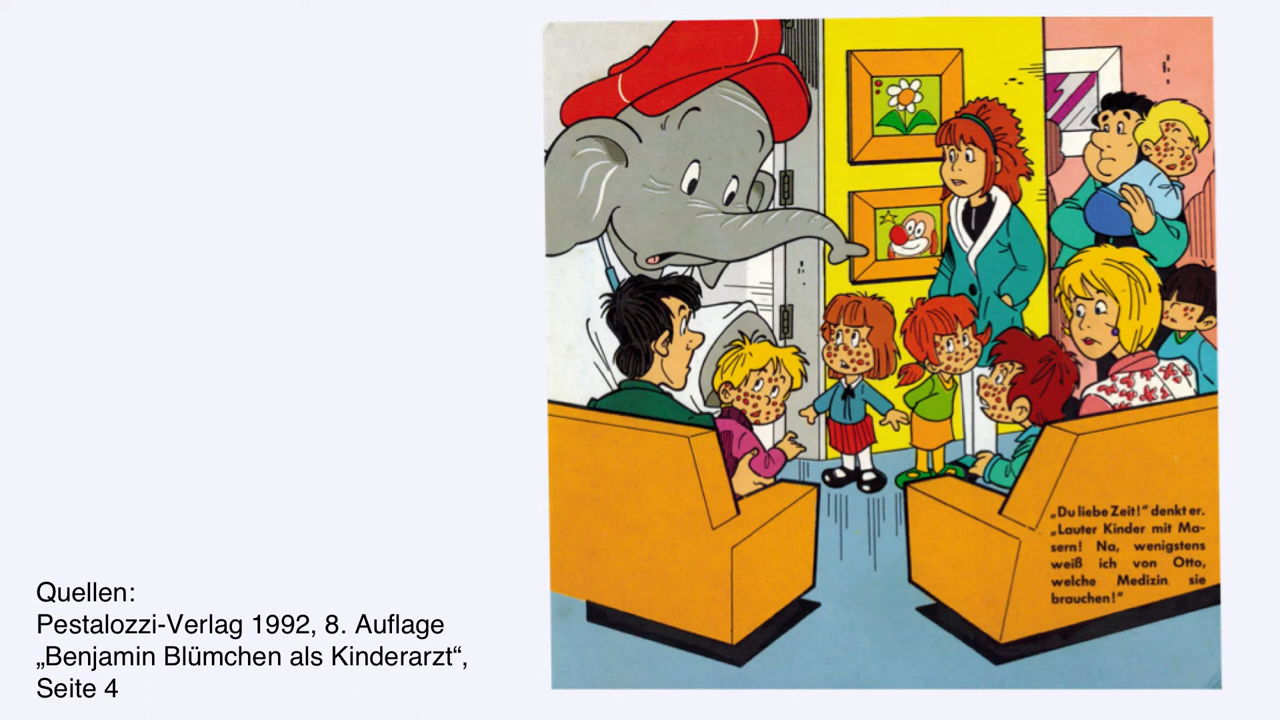 „Du liebe Zeit!“ denkt er.
„Lauter Kinder mit Ma-
sern! Na, wenigstens
weiß ich von Otto,
welche Medizin sie
brauchen!“
Quellen:
Pestalozzi-Verlag 1992, 8. Auflage
„Benjamin Blümchen als Kinderarzt“,
Seite 4